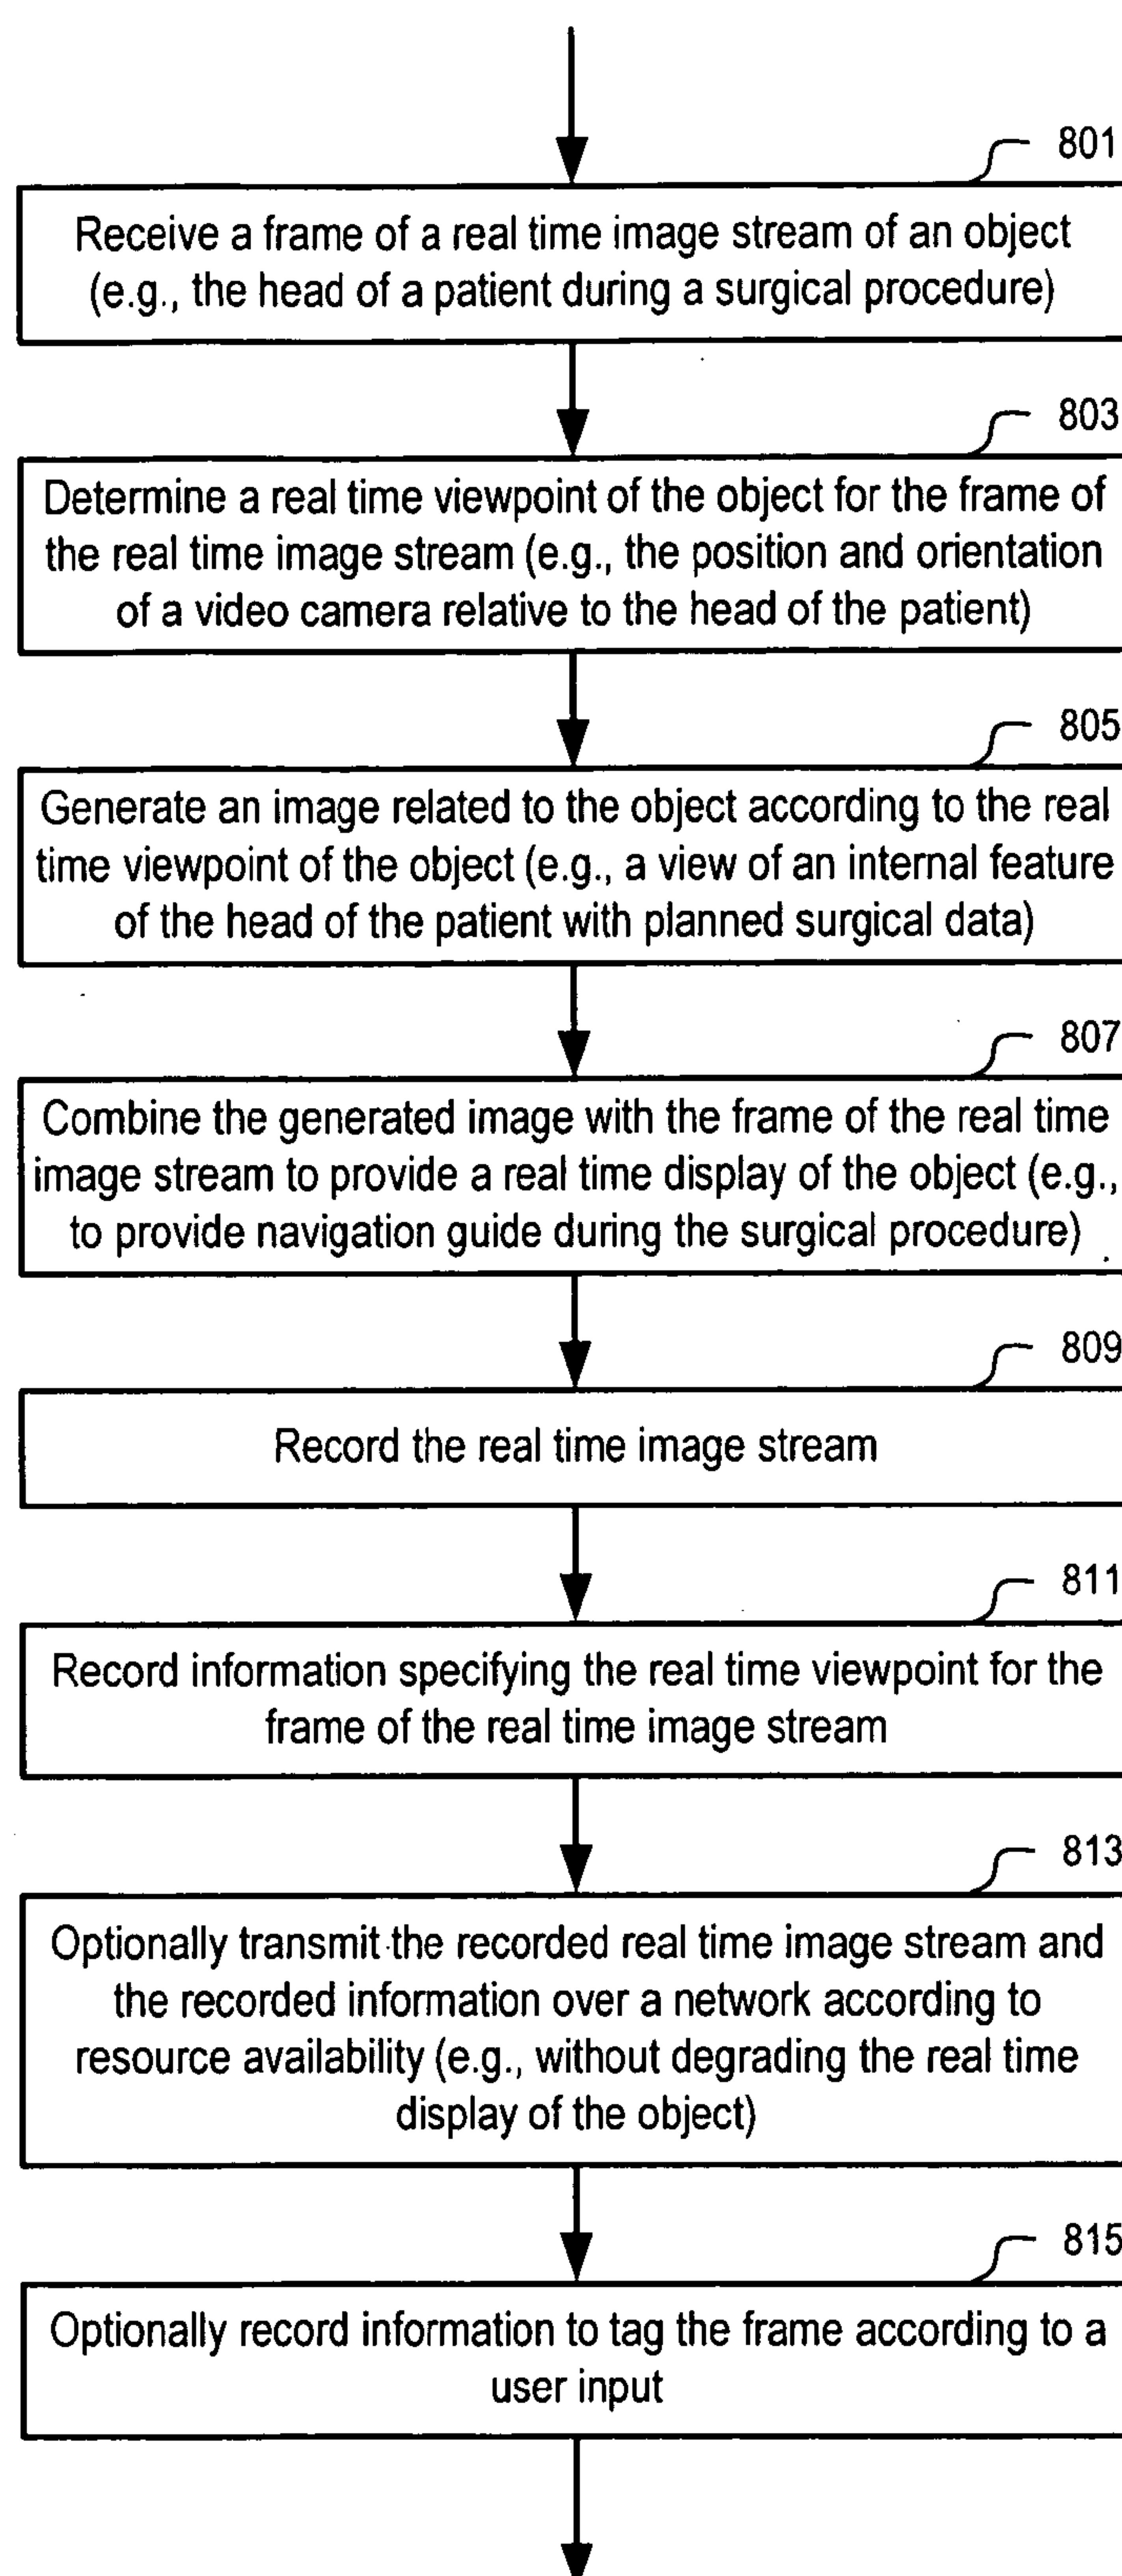 801
Receive a frame of a real time image stream of an object
(e.g., the head of a patient during a surgical procedure)
803
Determine a real time viewpoint of the object for the frame of
the real time image stream (e.g., the position and orientation
of a video camera relative to the head of the patient)
805
Generate an image related to the object according to the real
time viewpoint of the object (e.g., a view of an internal feature
of the head of the patient with planned surgical data)
807
Combine the generated image with the frame of the real time
image stream to provide a real time display of the object (e.g.,
to provide navigation guide during the surgical procedure)
809
Record the real time image stream
811
Record information specifying the real time viewpoint for the
frame of the real time image stream
813
Optionally transmit the recorded real time image stream and
the recorded information over a network according to
resource availability (e.g., without degrading the real time
display of the object)
815
Optionally record information to tag the frame according to a
user input